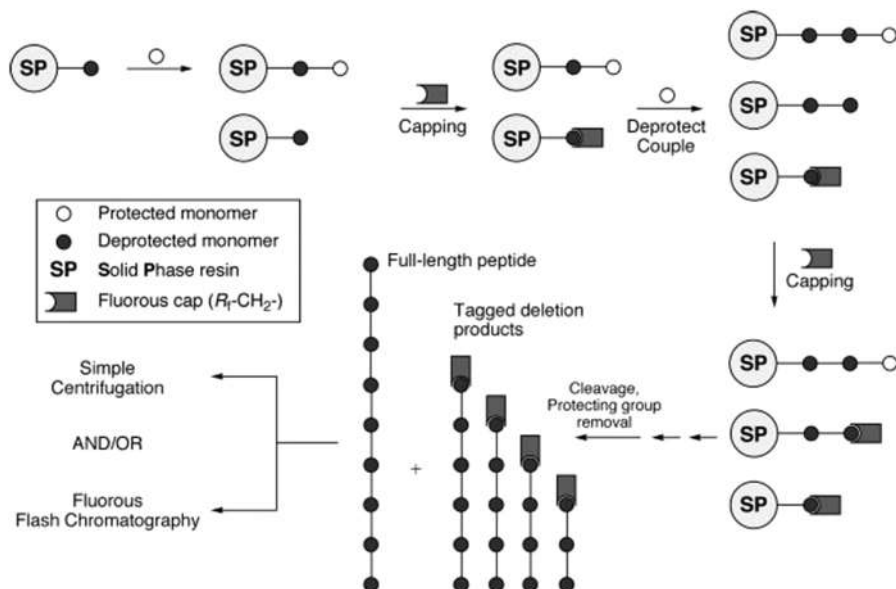 SP
SP
SP
Capping
SP
SP
Deprotect
Couple
SP
SP
SP
Protected monomer
Deprotected monomer
SP Solid Phase resin
Fluorous cap (Rf-CH2-)
Capping
Full-length peptide
Tagged deletion
products
Simple
Centrifugation
AND/OR
Fluorous
Flash Chromatography
+
Cleavage,
Protecting group
removal
SP
SP
SP